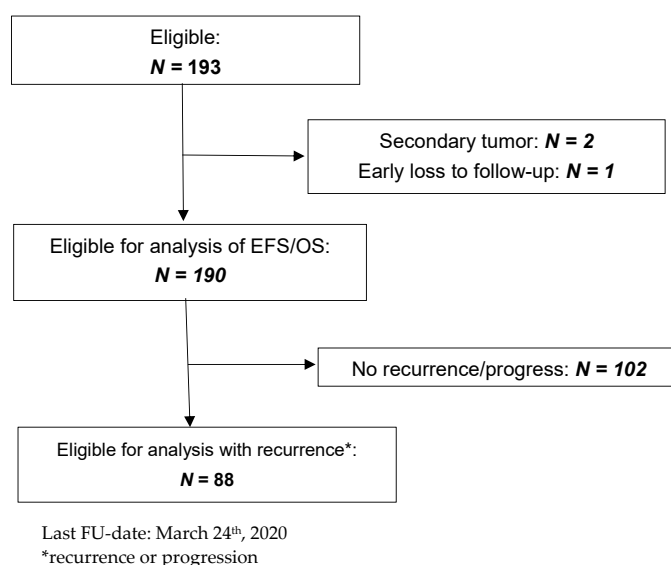 Eligible:
N = 193
Secondary tumor: N = 2
Early loss to follow-up: N = 1
Eligible for analysis of EFS/OS:
N = 190
No recurrence/progress: N = 102
Eligible for analysis with recurrence*:
N = 88
Last FU-date: March 24th, 2020
*recurrence or progression